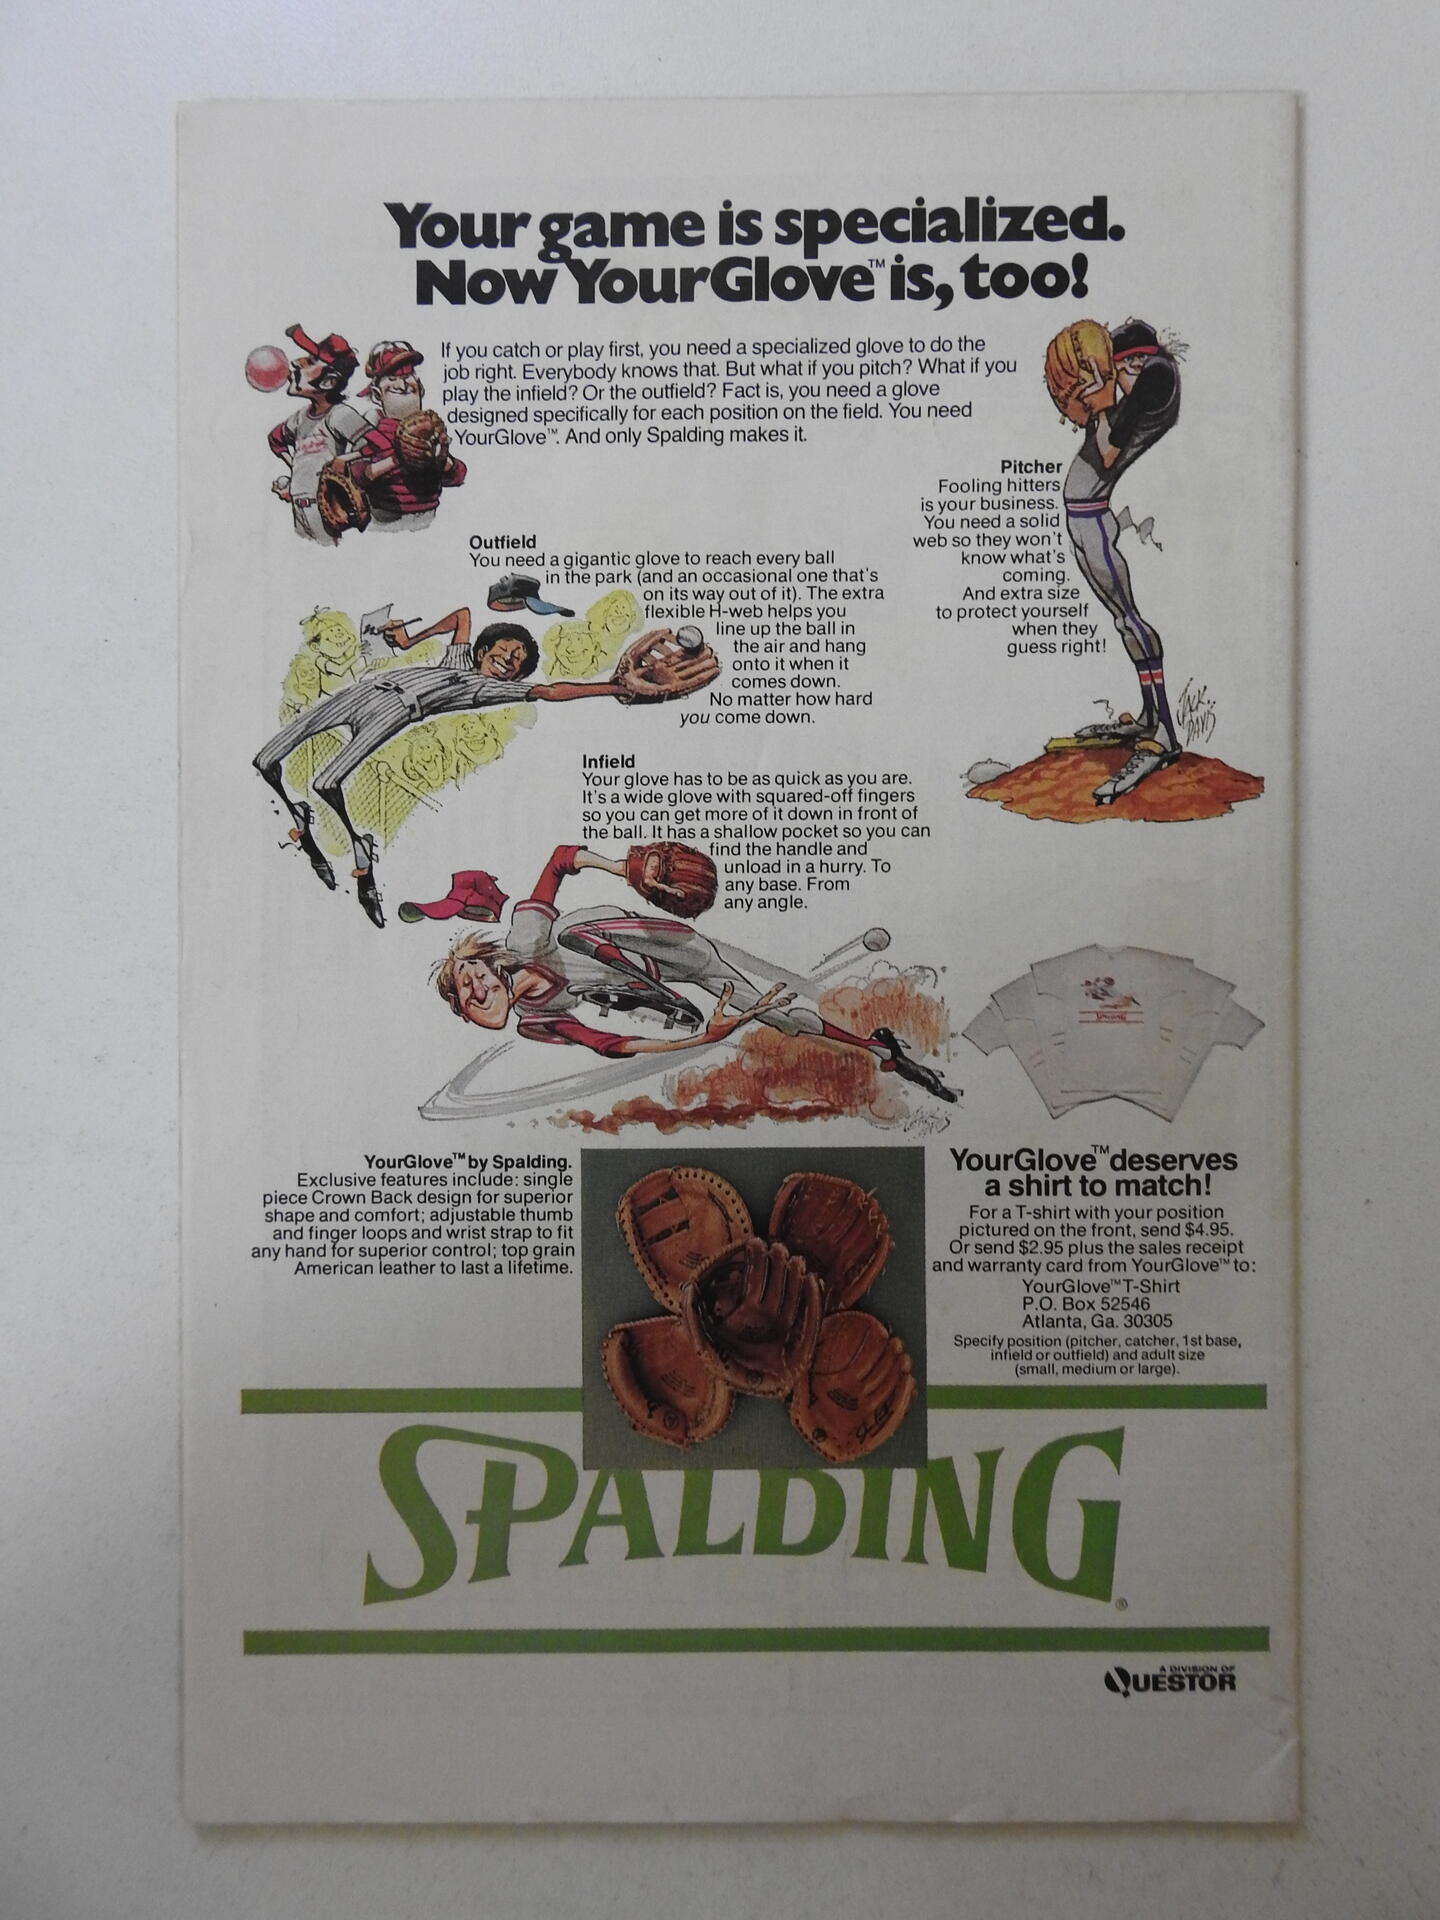 Your game is specialized.
Now YourGlove™ is, too!
If you catch or play first, you need a specialized glove to do the
job right. Everybody knows that. But what if you pitch? What if you
play the infield? Or the outfield? Fact is, you need a glove
designed specifically for each position on the field. You need
YourGlove™. And only Spalding makes it.
Pitcher
Fooling hitters
is your business.
You need a solid
web so they won't
know what's
coming.
And extra size
to protect yourself
when they
guess right!
JACK
DAVIS
Outfield
You need a gigantic glove to reach every ball
in the park (and an occasional one that's
on its way out of it). The extra
flexible H-web helps you
line up the ball in
the air and hang
onto it when it
comes down.
No matter how hard
you come down.
Infield
Your glove has to be as quick as you are.
It's a wide glove with squared-off fingers
so you can get more of it down in front of
the ball. It has a shallow pocket so you can
find the handle and
unload in a hurry. To
any base. From
any angle.
SPALDING
YourGlove™ by Spalding.
Exclusive features include: single
piece Crown Back design for superior
shape and comfort; adjustable thumb
and finger loops and wrist strap to fit
any hand for superior control; top grain
American leather to last a lifetime.
YourGlove™ deserves
a shirt to match!
For a T-shirt with your position
pictured on the front, send $4.95.
Or send $2.95 plus the sales receipt
and warranty card from YourGlove™ to:
YourGlove™ T-Shirt
P.O. Box 52546
Atlanta, Ga. 30305
Specify position (pitcher, catcher, 1st base,
infield or outfield) and adult size
(small, medium or large).
SPALDING®
A DIVISION OF
QUESTOR